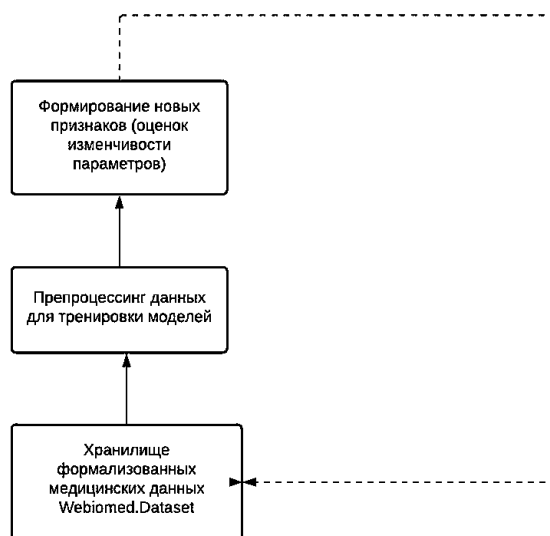 Формирование новых
признаков (оценок
изменчивости
параметров)
Препроцессинг данных
для тренировки моделей
Хранилище
формализованных
медицинских данных
Webiomed.Dataset